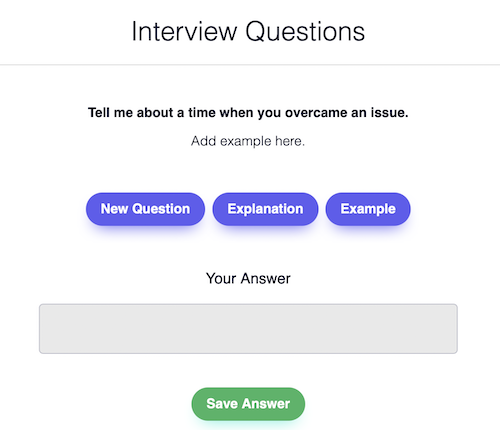 Interview Questions
Tell me about a time when you overcame an issue.
Add example here.
New Question Explanation Example
Your Answer
Save Answer